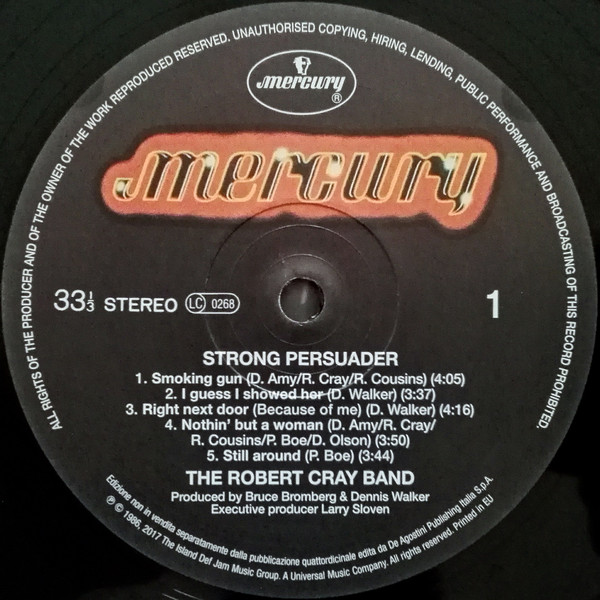 ALL RIGHTS OF THE PRODUCER AND OF THE OWNER OF THE WORK REPRODUCED RESERVED. UNAUTHORISED COPYING, HIRING, LENDING, PUBLIC PERFORMANCE AND BROADCASTING OF THIS RECORD PROHIBITED.
mercury
®
mercury
33⅓ STEREO LC 0268
1
STRONG PERSUADER
1. Smoking gun (D. Amy/R. Cray/R. Cousins) (4:05)
2. I guess I showed her (D. Walker) (3:37)
3. Right next door (Because of me) (D. Walker) (4:16)
4. Nothin' but a woman (D. Amy/R. Cray/
R. Cousins/P. Boe/D. Olson) (3:50)
5. Still around (P. Boe) (3:44)
THE ROBERT CRAY BAND
Produced by Bruce Bromberg & Dennis Walker
Executive producer Larry Sloven
Edizione non in vendita separatamente dalla pubblicazione quattordicinale edita da De Agostini Publishing Italia S.p.A.
℗ © 1986, 2017 The Island Def Jam Music Group. A Universal Music Company. All rights reserved. Printed in EU